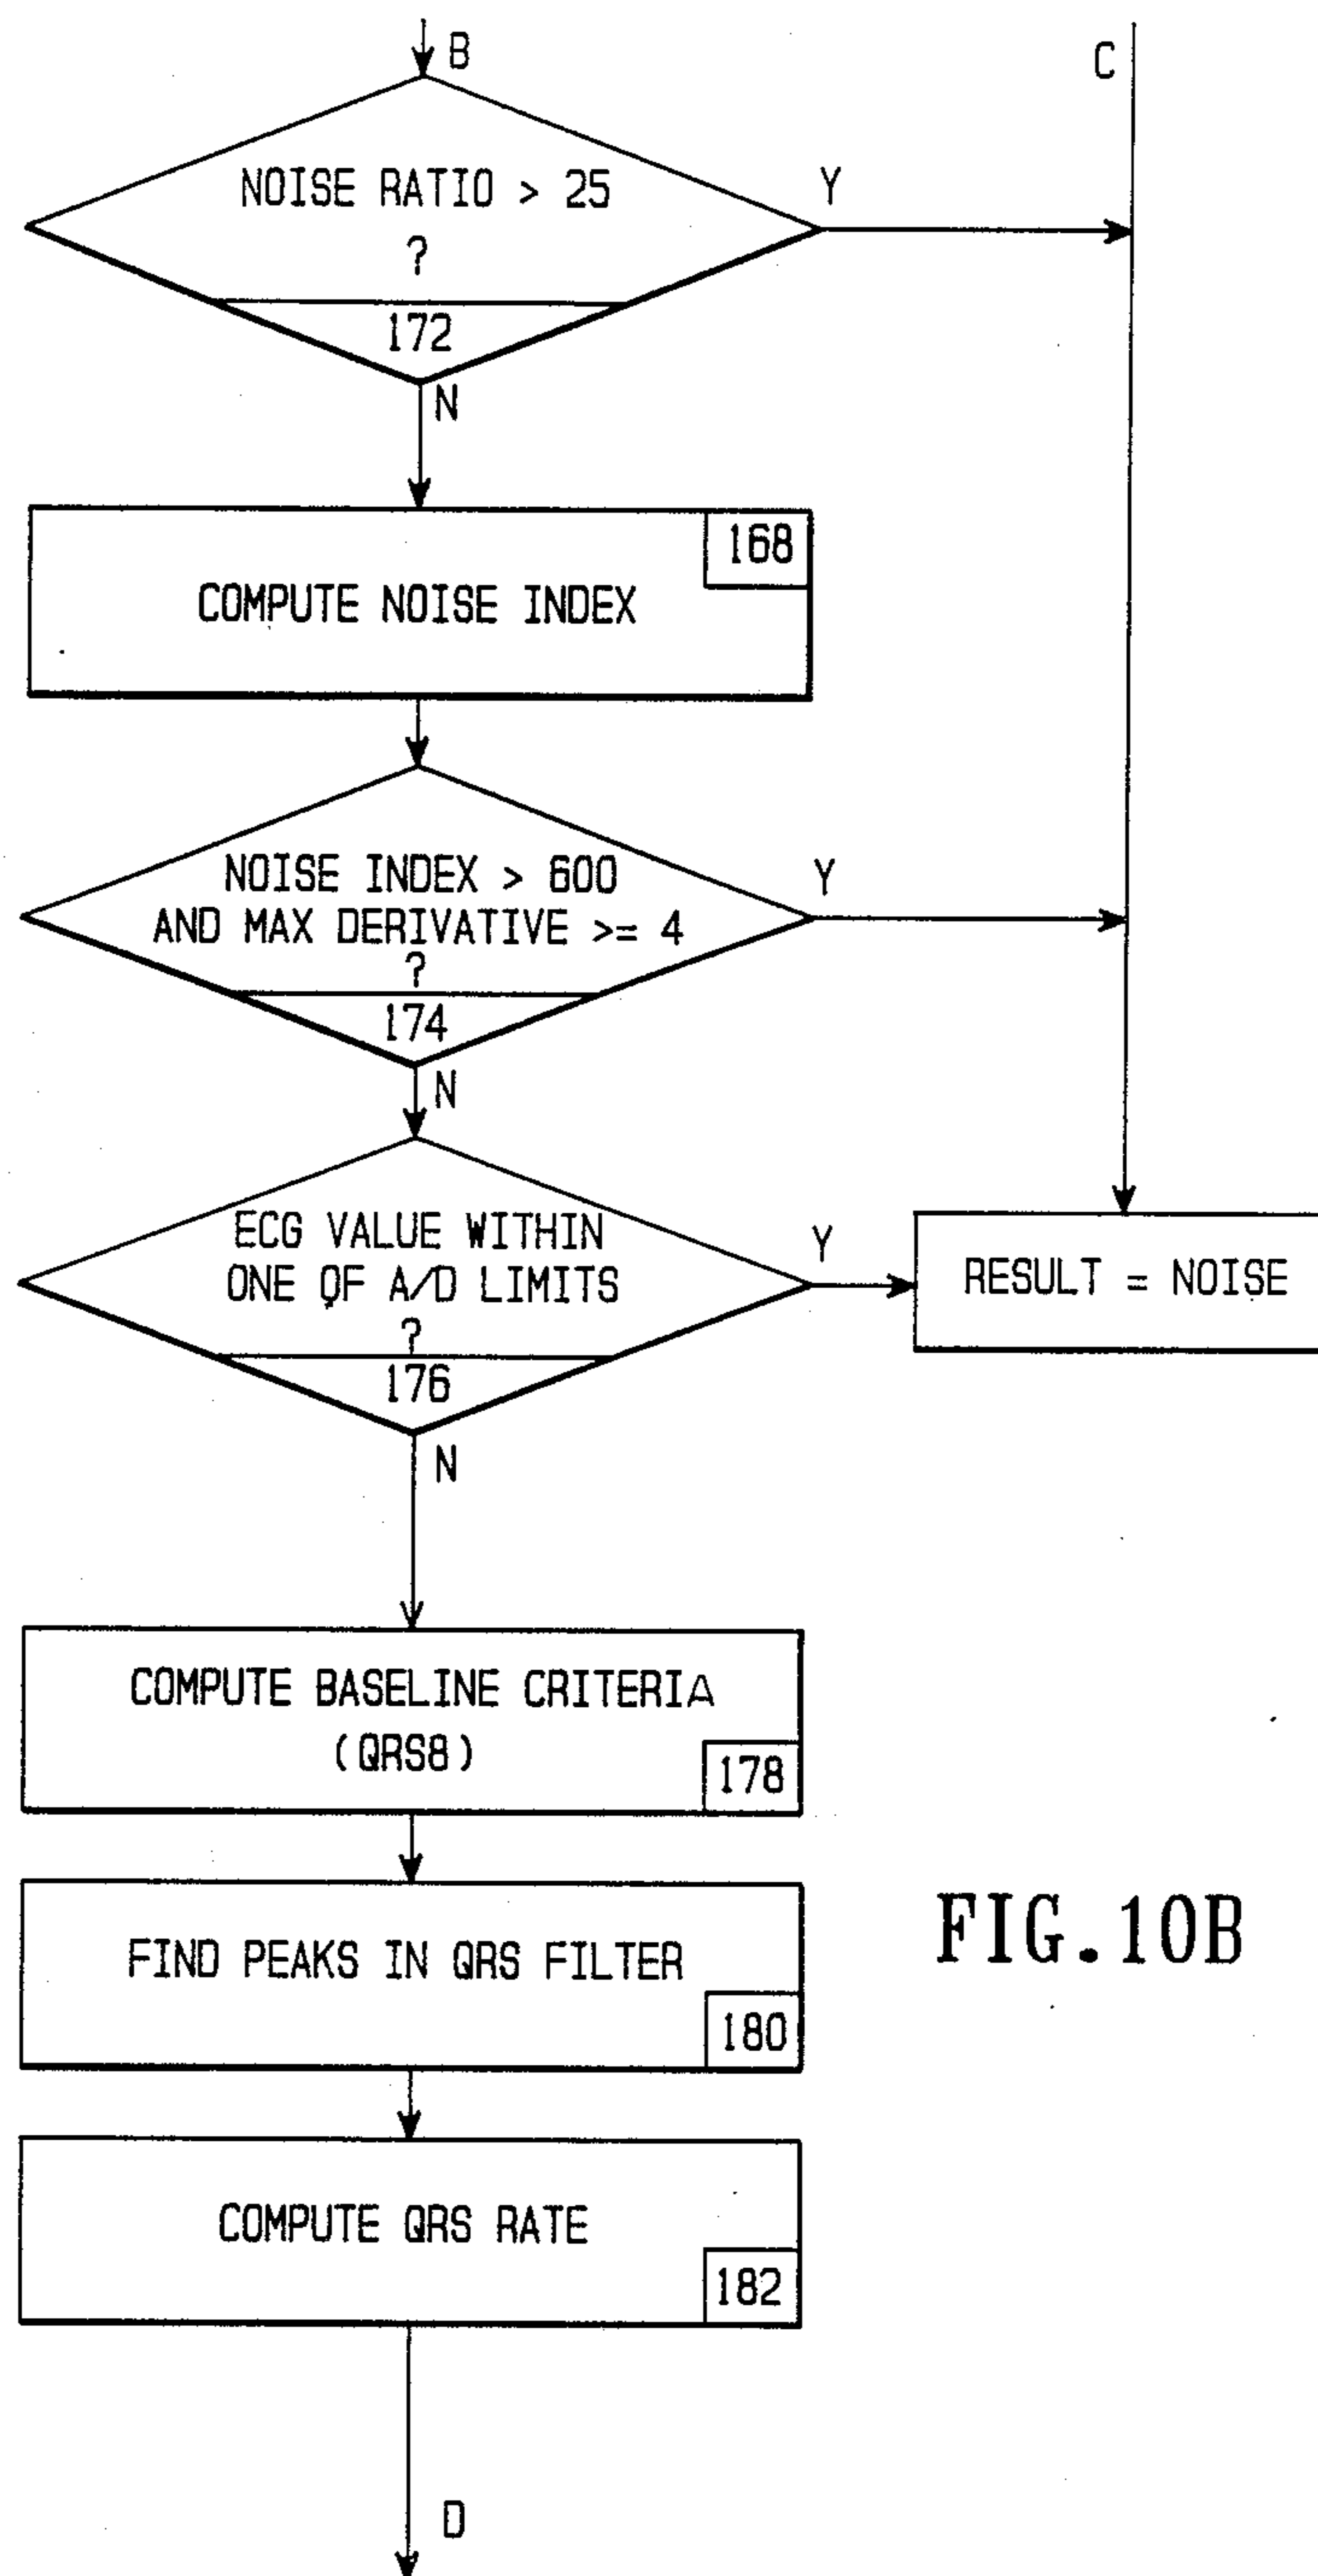 B
C
NOISE RATIO > 25
?
172
Y
N
168
COMPUTE NOISE INDEX
NOISE INDEX > 600
AND MAX DERIVATIVE >= 4
?
174
Y
N
ECG VALUE WITHIN
ONE OF A/D LIMITS
?
176
Y
RESULT = NOISE
N
COMPUTE BASELINE CRITERIA
(QRS8)
178
FIND PEAKS IN QRS FILTER
180
FIG.10B
COMPUTE QRS RATE
182
D